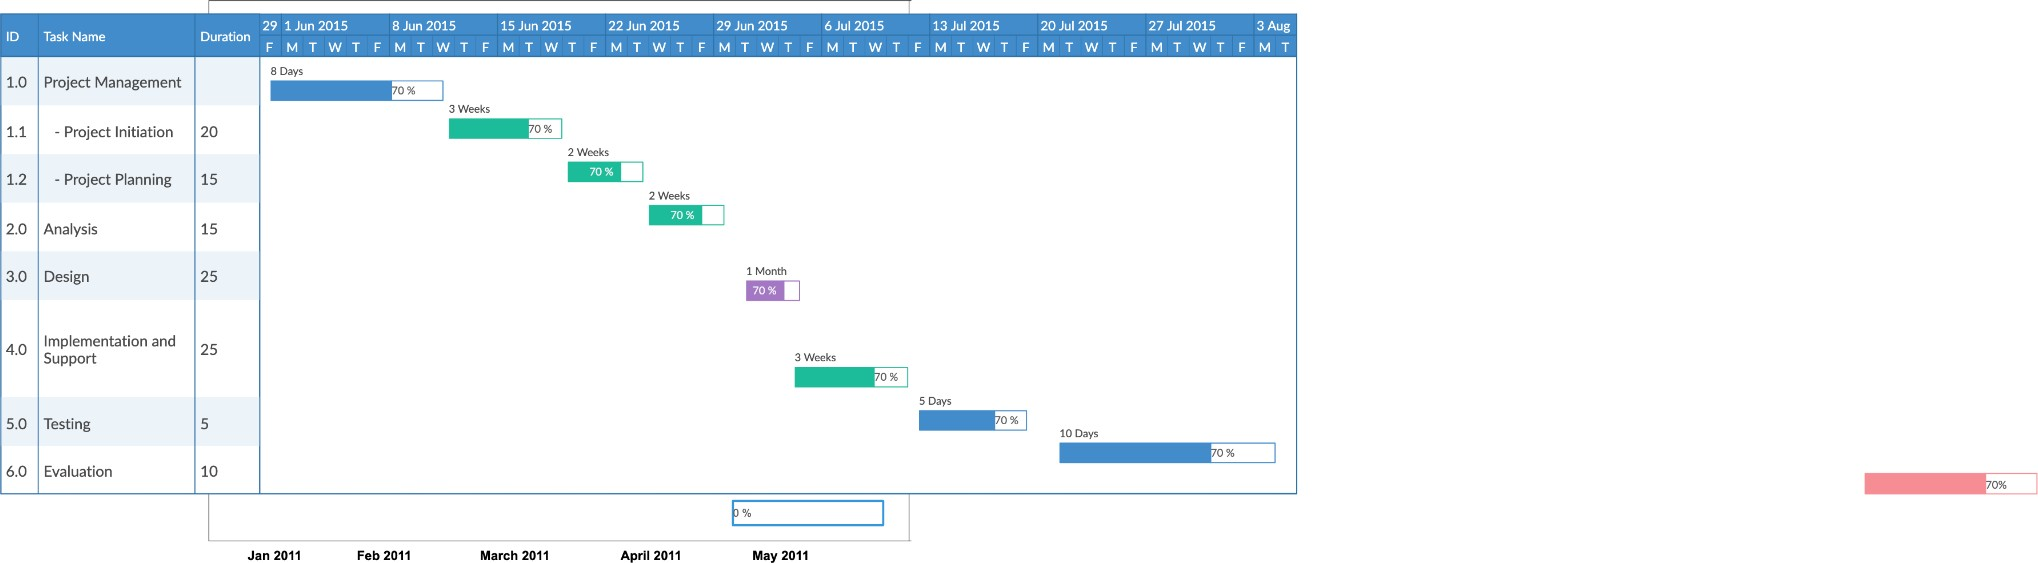 ID Task Name Duration 29 1 Jun 2015 8 Jun 2015 15 Jun 2015 22 Jun 2015 29 Jun 2015 6 Jul 2015 13 Jul 2015 20 Jul 2015 27 Jul 2015 3 Aug
F M T W T F M T W T F M T W T F M T W T F M T W T F M T W T F M T W T F M T W T F M T W T F M T
8 Days
1.0 Project Management
70 %
3 Weeks
70 %
1.1 - Project Initiation 20
2 Weeks
70 %
1.2 - Project Planning 15
2 Weeks
70 %
2.0 Analysis 15
1 Month
3.0 Design 25
70 %
4.0 Implementation and
Support 25
3 Weeks
70 %
5 Days
70 %
5.0 Testing 5
10 Days
70 %
6.0 Evaluation 10
70%
0 %
Jan 2011 Feb 2011 March 2011 April 2011 May 2011